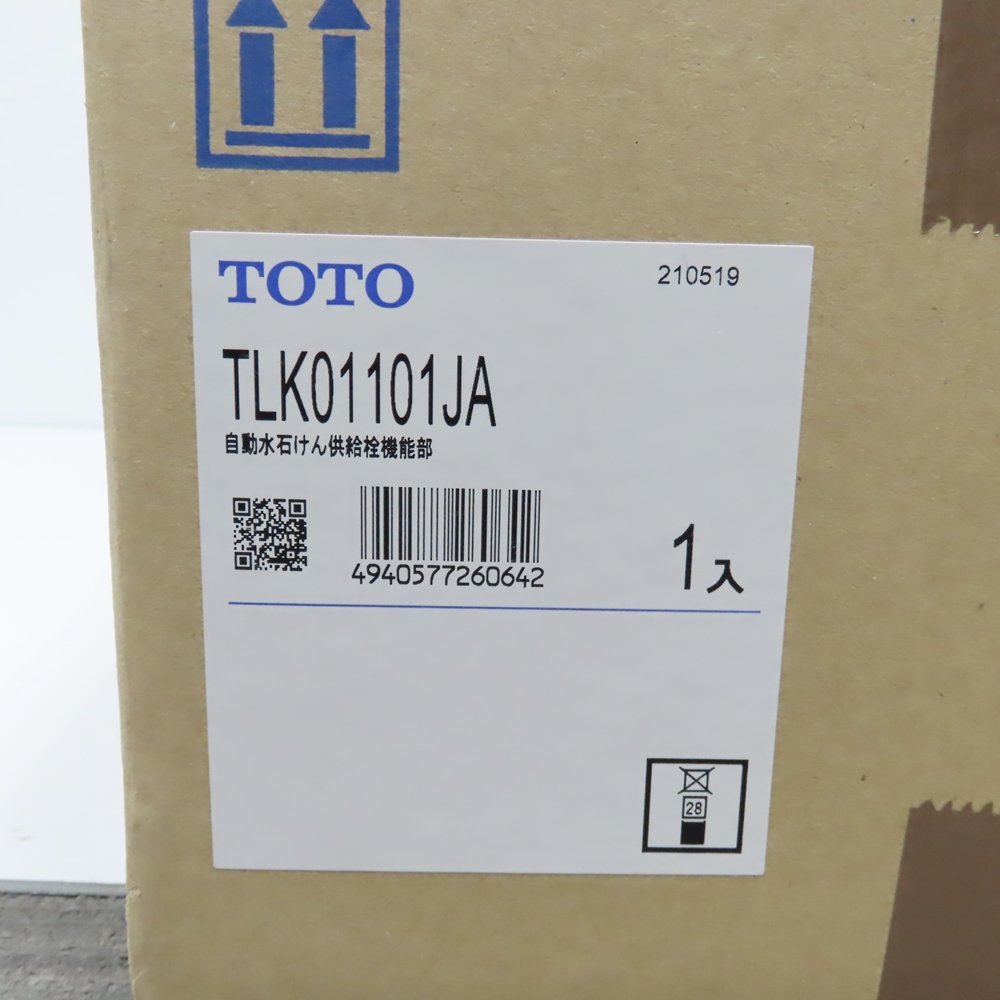 TOTO
210519
TLK01101JA
自動水石けん供給栓機能部
4940577260642
1入
28